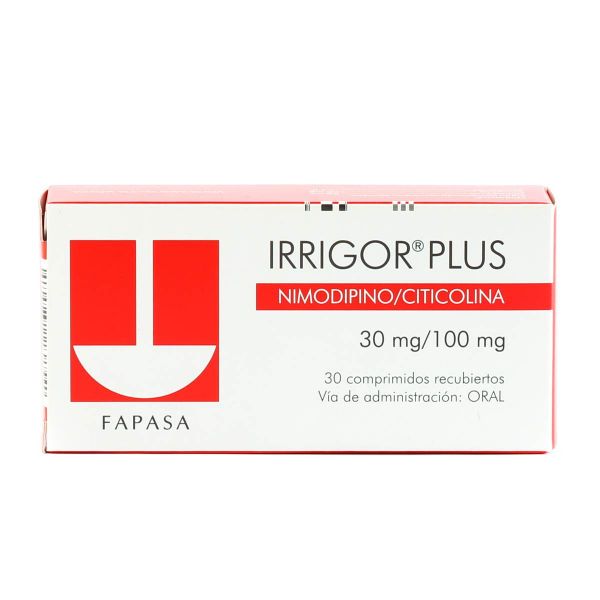 IRRIGOR® PLUS
NIMODIPINO/CITICOLINA
30 mg/100 mg
30 comprimidos recubiertos
Vía de administración: ORAL
FAPASA